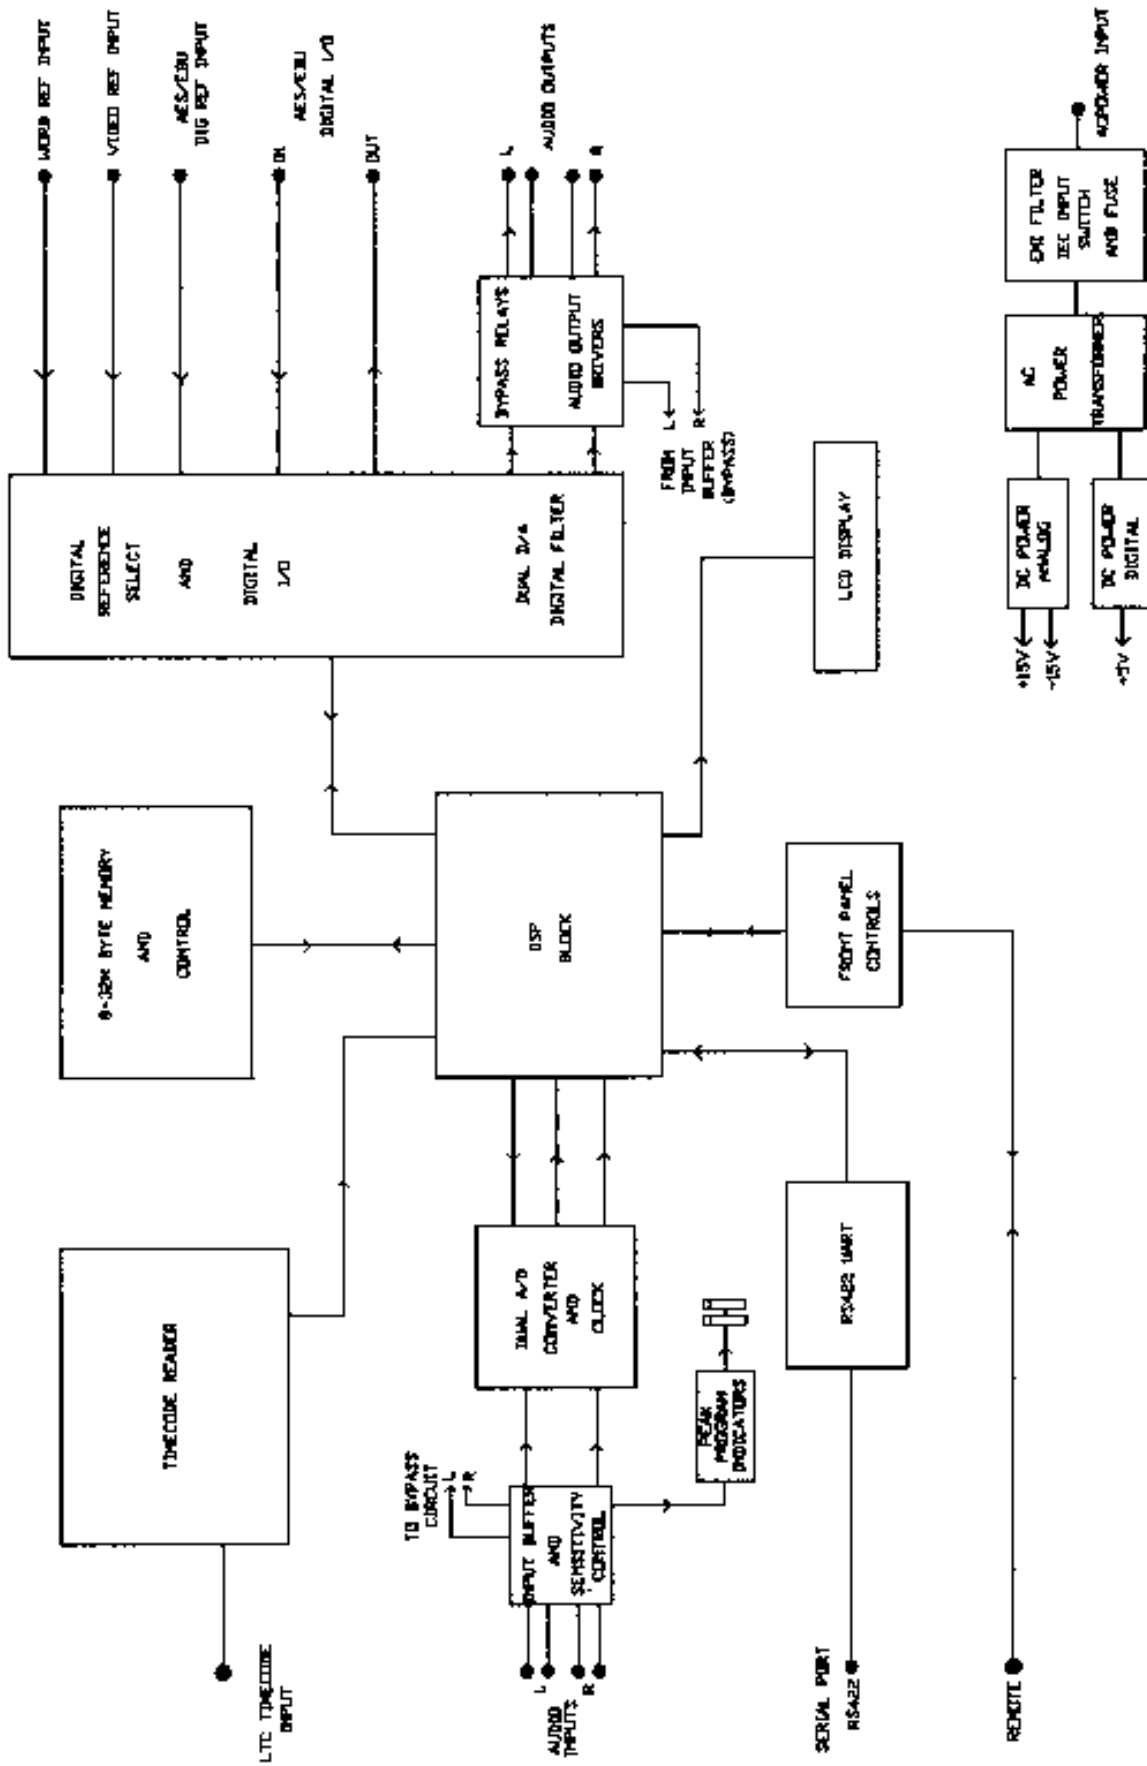 WORD REF INPUT
VIDEO REF INPUT
AES/EBU
DIG REF INPUT
AES/EBU
DIGITAL I/O
IN
OUT
L
AUDIO OUTPUTS
R
DIGITAL
REFERENCE
SELECT
AND
DIGITAL
I/O
DUAL D/A
DIGITAL FILTER
BYPASS RELAYS
AUDIO OUTPUT
DRIVERS
L
R
FROM
INPUT
BUFFER
(BYPASS)
LCD DISPLAY
BYTE MEMORY
AND
CONTROL
DSP
BLOCK
FRONT PANEL
CONTROLS
TIMECODE READER
LTC TIMECODE
INPUT
DUAL A/D
CONVERTER
AND
CLOCK
TO BYPASS
CIRCUIT
L
R
INPUT BUFFER
AND
SENSITIVITY
CONTROL
L
R
AUDIO
INPUTS
PEAK
PROGRAM
INDICATORS
RS422 UART
SERIAL PORT
RS422
REMOTE
AC POWER INPUT
EMI FILTER
IEC INPUT
SWITCH
AND FUSE
AC
POWER
TRANSFORMER
DC POWER
ANALOG
DC POWER
DIGITAL
+15V
-15V
+5V